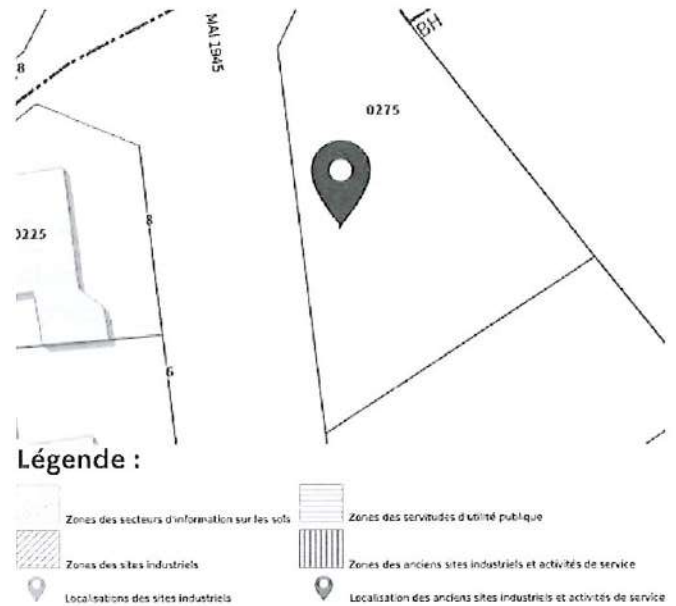 MAI 1945
BH
8
0275
8
0225
6
Légende :
Zones des secteurs d'information sur les sols
Zones des servitudes d'utilité publique
Zones des sites industriels
Zones des anciens sites industriels et activités de service
Localisations des sites industriels
Localisation des anciens sites industriels et activités de service